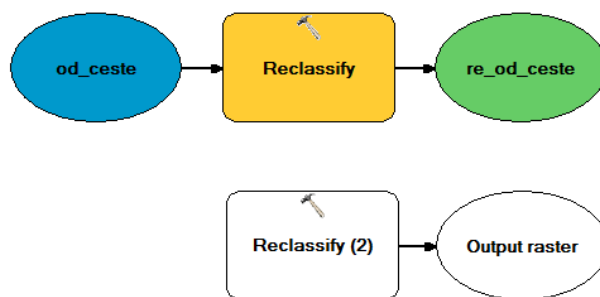 od_ceste
Reclassify
re_od_ceste
Reclassify (2)
Output raster